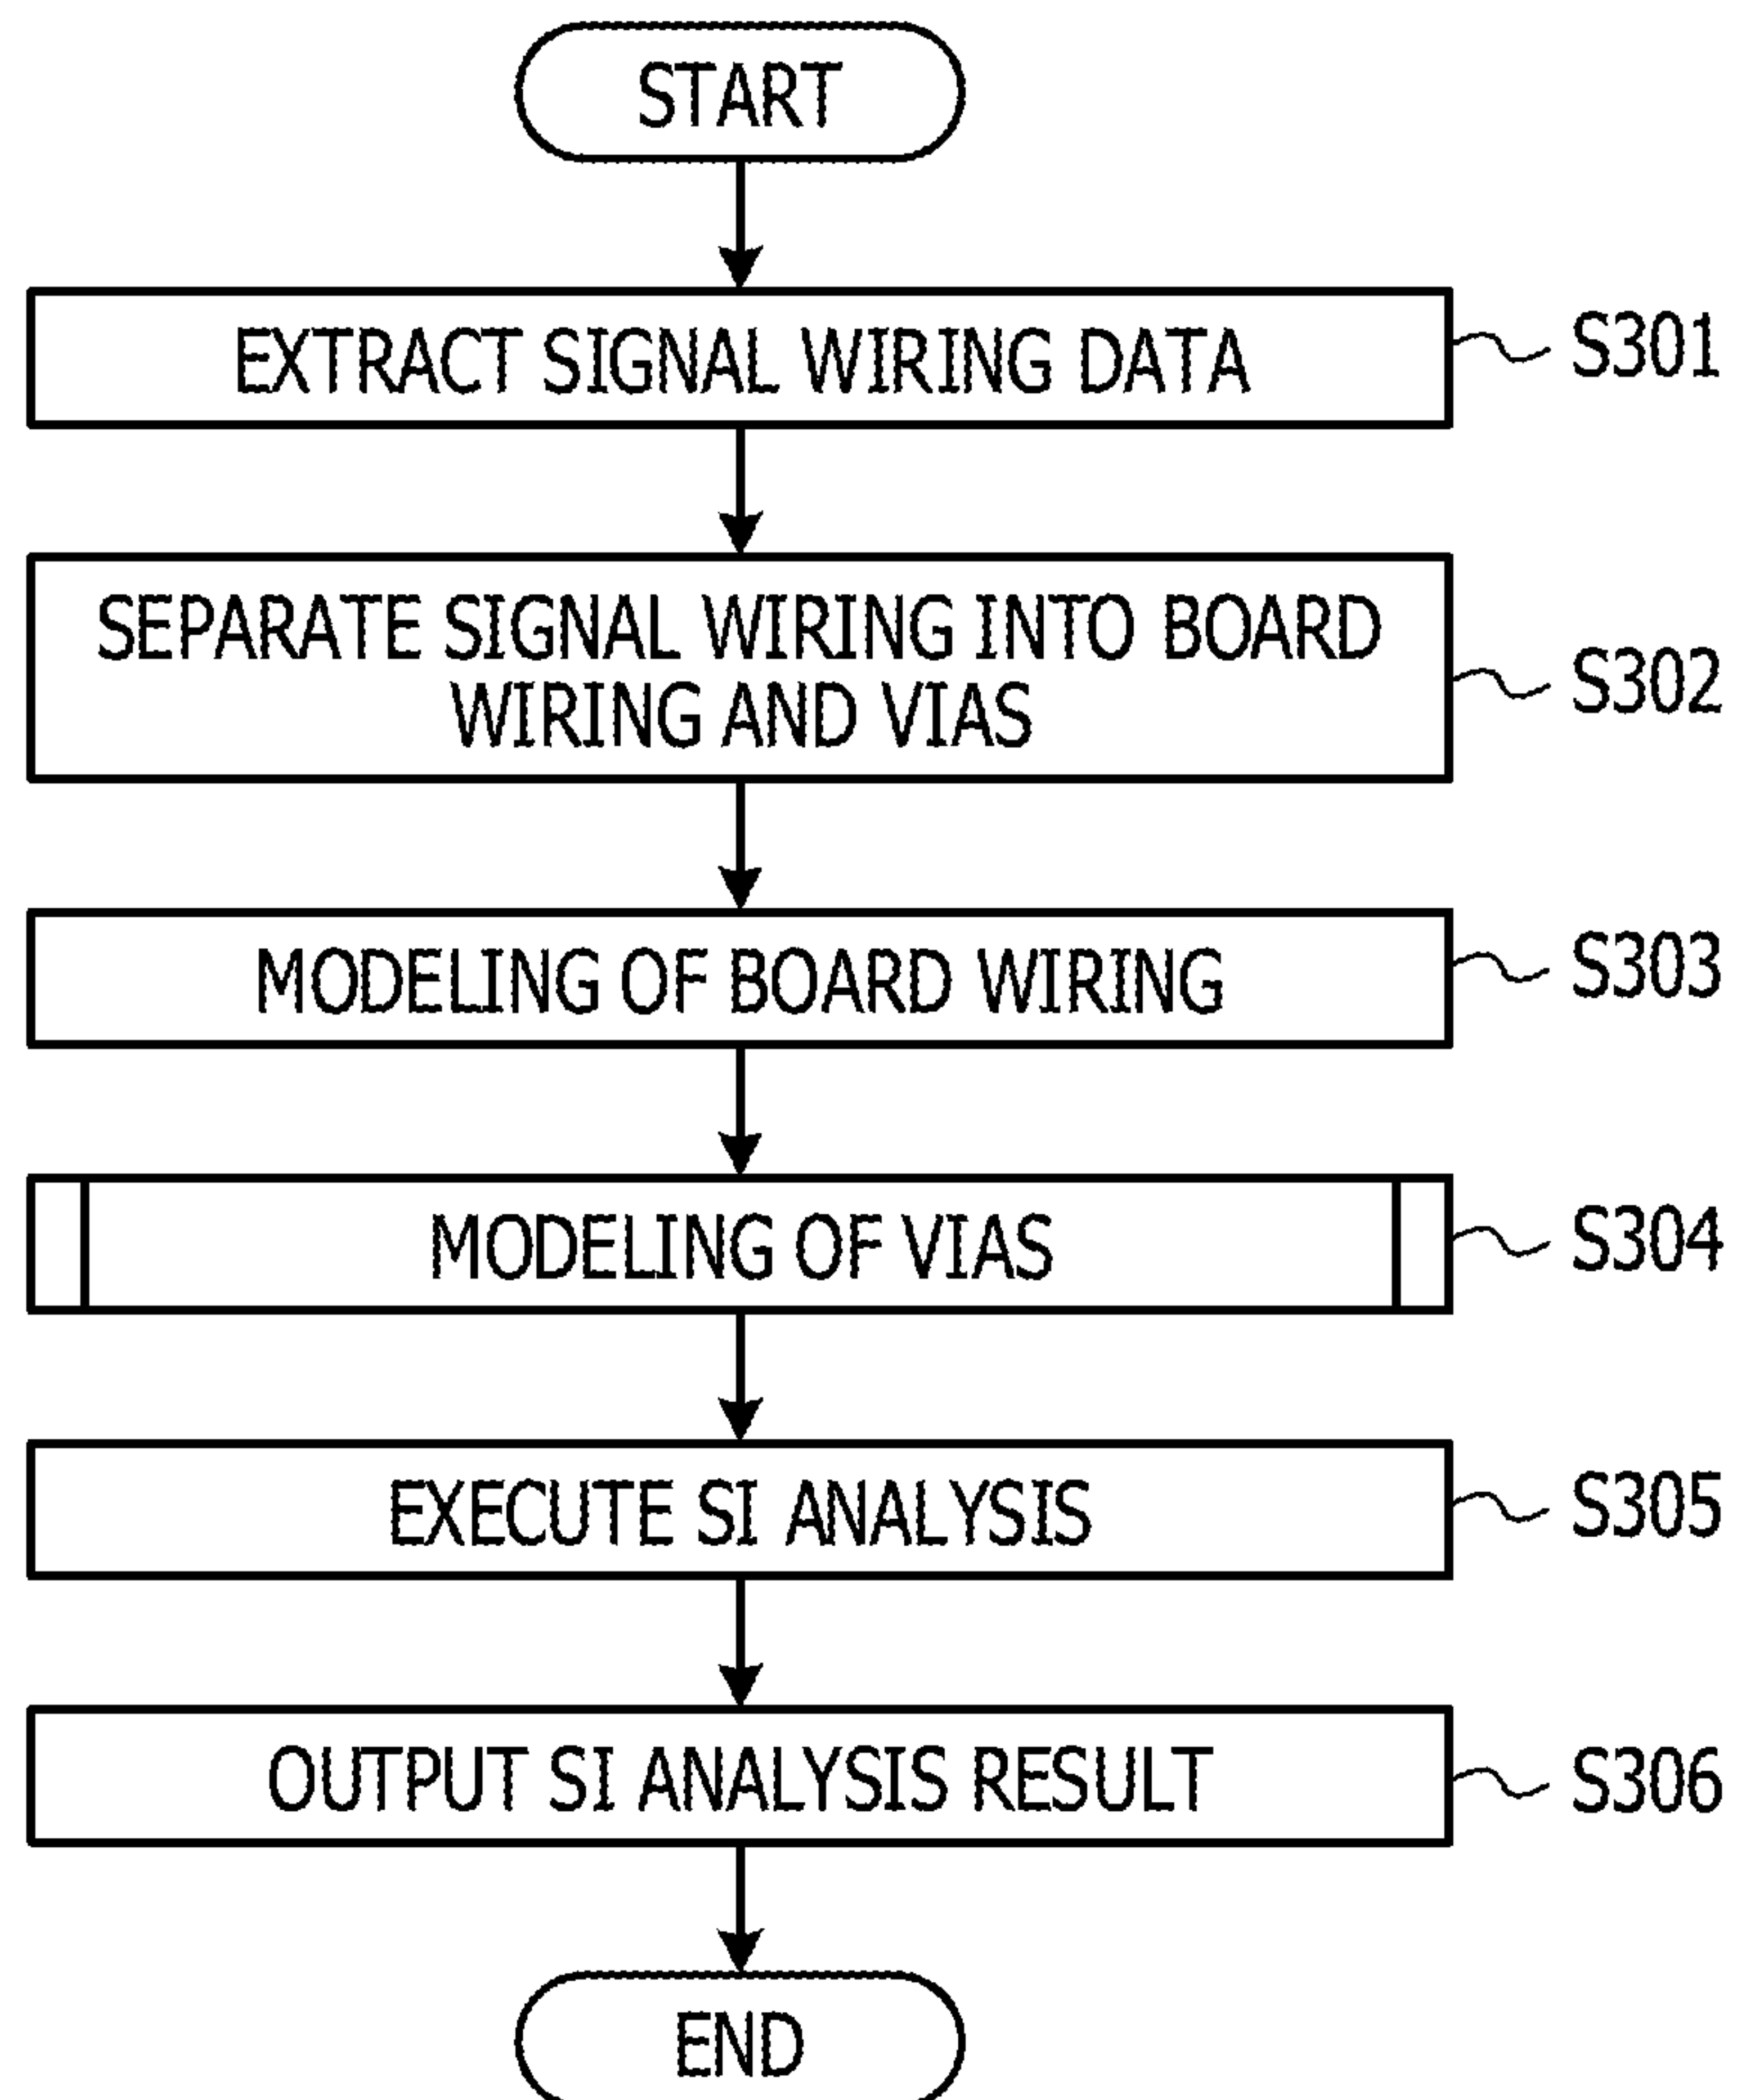 START
EXTRACT SIGNAL WIRING DATA
S301
SEPARATE SIGNAL WIRING INTO BOARD
WIRING AND VIAS
S302
MODELING OF BOARD WIRING
S303
MODELING OF VIAS
S304
EXECUTE SI ANALYSIS
S305
OUTPUT SI ANALYSIS RESULT
S306
END